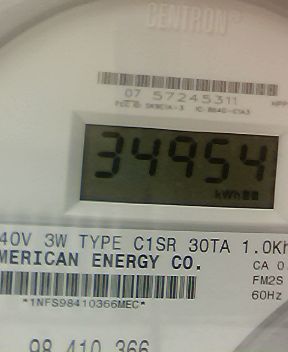 CENTRON®
07 57245311
34954
kWh
40V 3W TYPE C1SR 30TA 1.0Kh
MERICAN ENERGY CO.
CA 0.
FM2S
*1NFS98410366MEC*
60Hz
98 410 366